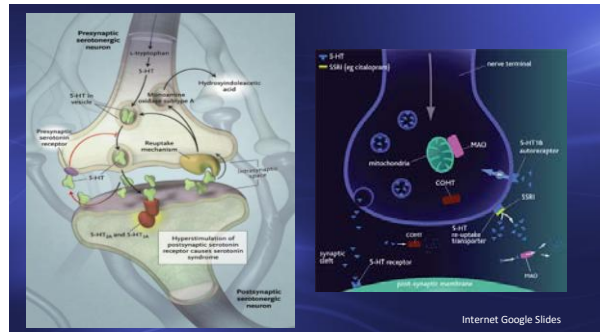 Presynaptic
serotonergic
neuron
L-tryptophan
5-HT
Monoamine
oxidase subtype A
Hydroxyindoleacetic
acid
5-HT in
vesicle
Presynaptic
serotonin
receptor
Reuptake
mechanism
Intrasynaptic
space
5-HT
5-HT1A and 5-HT2A
Hyperstimulation of
postsynaptic serotonin
receptor causes serotonin
syndrome
Postsynaptic
serotonergic
neuron
5-HT
SSRI (eg citalopram)
nerve terminal
MAO
mitochondria
5-HT1B
autoreceptor
COMT
SSRI
5-HT
re-uptake
transporter
COMT
synaptic
cleft
5-HT receptor
MAO
post-synaptic membrane
Internet Google Slides